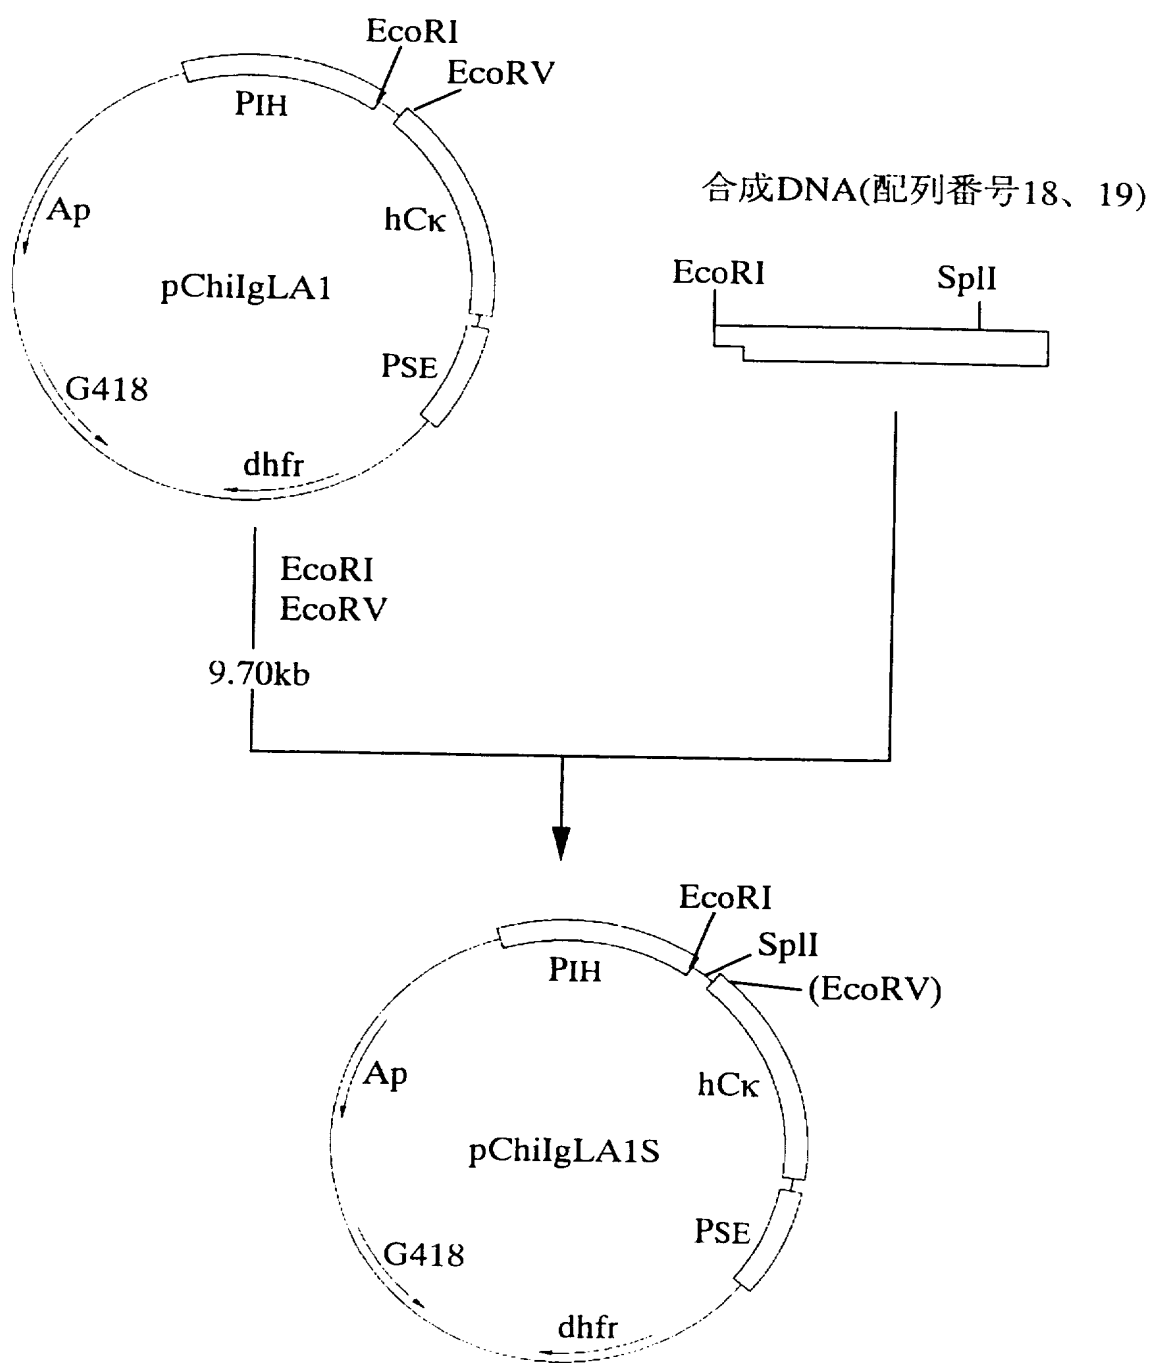 EcoRI
EcoRV
PIH
Ap
hCκ
pChiIgLA1
PSE
G418
dhfr
合成DNA(配列番号18、19)
EcoRI
SplI
EcoRI
EcoRV
9.70kb
EcoRI
SplI
(EcoRV)
PIH
Ap
hCκ
pChiIgLA1S
PSE
G418
dhfr